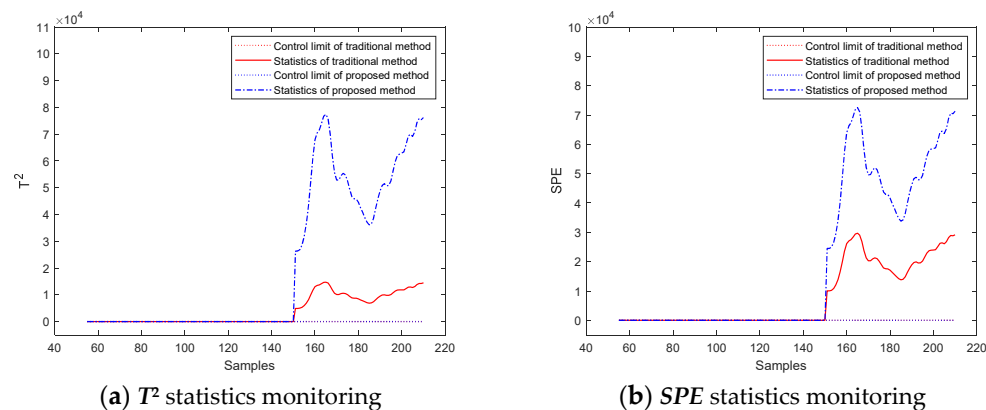 ×10⁴
11
10
9
8
7
6
5
4
3
2
1
0
T²
40 60 80 100 120 140 160 180 200 220
Samples
Control limit of traditional method
Statistics of traditional method
Control limit of proposed method
Statistics of proposed method
(a) T² statistics monitoring
×10⁴
10
9
8
7
6
5
4
3
2
1
0
SPE
40 60 80 100 120 140 160 180 200 220
Samples
Control limit of traditional method
Statistics of traditional method
Control limit of proposed method
Statistics of proposed method
(b) SPE statistics monitoring